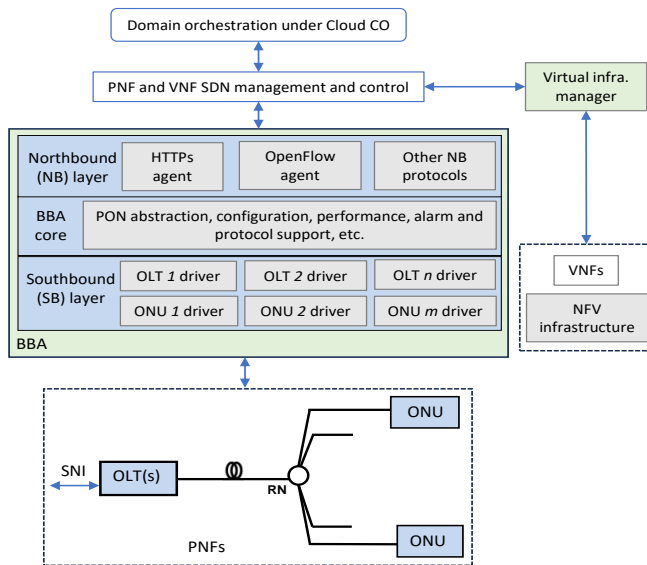 Domain orchestration under Cloud CO
PNF and VNF SDN management and control
Virtual infra.
manager
Northbound
(NB) layer
HTTPs
agent
OpenFlow
agent
Other NB
protocols
BBA
core
PON abstraction, configuration, performance, alarm and
protocol support, etc.
Southbound
(SB) layer
OLT 1 driver
OLT 2 driver
OLT n driver
ONU 1 driver
ONU 2 driver
ONU m driver
BBA
VNFs
NFV
infrastructure
ONU
SNI
OLT(s)
RN
ONU
PNFs